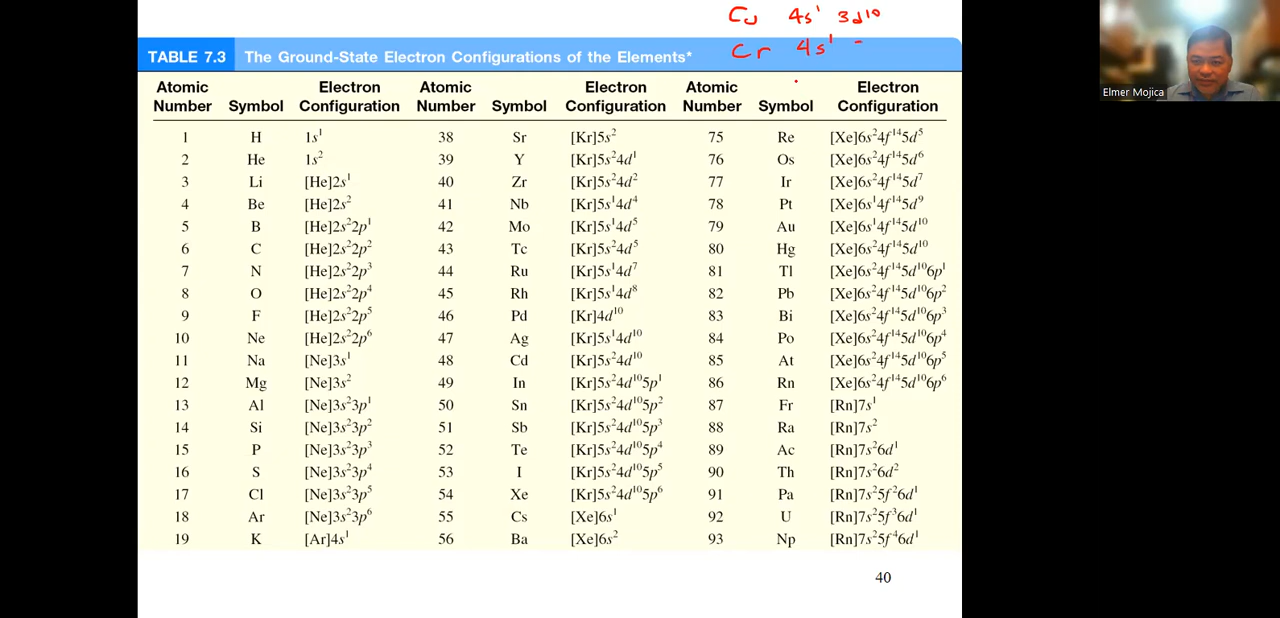 Cu 4s¹ 3d¹⁰
Cr 4s¹
TABLE 7.3 The Ground-State Electron Configurations of the Elements*
Elmer Mojica
Atomic Number Symbol Electron Configuration Atomic Number Symbol Electron Configuration Atomic Number Symbol Electron Configuration
1 H 1s¹ 38 Sr [Kr]5s² 75 Re [Xe]6s²4f¹⁴5d⁵
2 He 1s² 39 Y [Kr]5s²4d¹ 76 Os [Xe]6s²4f¹⁴5d⁶
3 Li [He]2s¹ 40 Zr [Kr]5s²4d² 77 Ir [Xe]6s²4f¹⁴5d⁷
4 Be [He]2s² 41 Nb [Kr]5s¹4d⁴ 78 Pt [Xe]6s¹4f¹⁴5d⁹
5 B [He]2s²2p¹ 42 Mo [Kr]5s¹4d⁵ 79 Au [Xe]6s¹4f¹⁴5d¹⁰
6 C [He]2s²2p² 43 Tc [Kr]5s²4d⁵ 80 Hg [Xe]6s²4f¹⁴5d¹⁰
7 N [He]2s²2p³ 44 Ru [Kr]5s¹4d⁷ 81 Tl [Xe]6s²4f¹⁴5d¹⁰6p¹
8 O [He]2s²2p⁴ 45 Rh [Kr]5s¹4d⁸ 82 Pb [Xe]6s²4f¹⁴5d¹⁰6p²
9 F [He]2s²2p⁵ 46 Pd [Kr]4d¹⁰ 83 Bi [Xe]6s²4f¹⁴5d¹⁰6p³
10 Ne [He]2s²2p⁶ 47 Ag [Kr]5s¹4d¹⁰ 84 Po [Xe]6s²4f¹⁴5d¹⁰6p⁴
11 Na [Ne]3s¹ 48 Cd [Kr]5s²4d¹⁰ 85 At [Xe]6s²4f¹⁴5d¹⁰6p⁵
12 Mg [Ne]3s² 49 In [Kr]5s²4d¹⁰5p¹ 86 Rn [Xe]6s²4f¹⁴5d¹⁰6p⁶
13 Al [Ne]3s²3p¹ 50 Sn [Kr]5s²4d¹⁰5p² 87 Fr [Rn]7s¹
14 Si [Ne]3s²3p² 51 Sb [Kr]5s²4d¹⁰5p³ 88 Ra [Rn]7s²
15 P [Ne]3s²3p³ 52 Te [Kr]5s²4d¹⁰5p⁴ 89 Ac [Rn]7s²6d¹
16 S [Ne]3s²3p⁴ 53 I [Kr]5s²4d¹⁰5p⁵ 90 Th [Rn]7s²6d²
17 Cl [Ne]3s²3p⁵ 54 Xe [Kr]5s²4d¹⁰5p⁶ 91 Pa [Rn]7s²5f²6d¹
18 Ar [Ne]3s²3p⁶ 55 Cs [Xe]6s¹ 92 U [Rn]7s²5f³6d¹
19 K [Ar]4s¹ 56 Ba [Xe]6s² 93 Np [Rn]7s²5f⁴6d¹
40